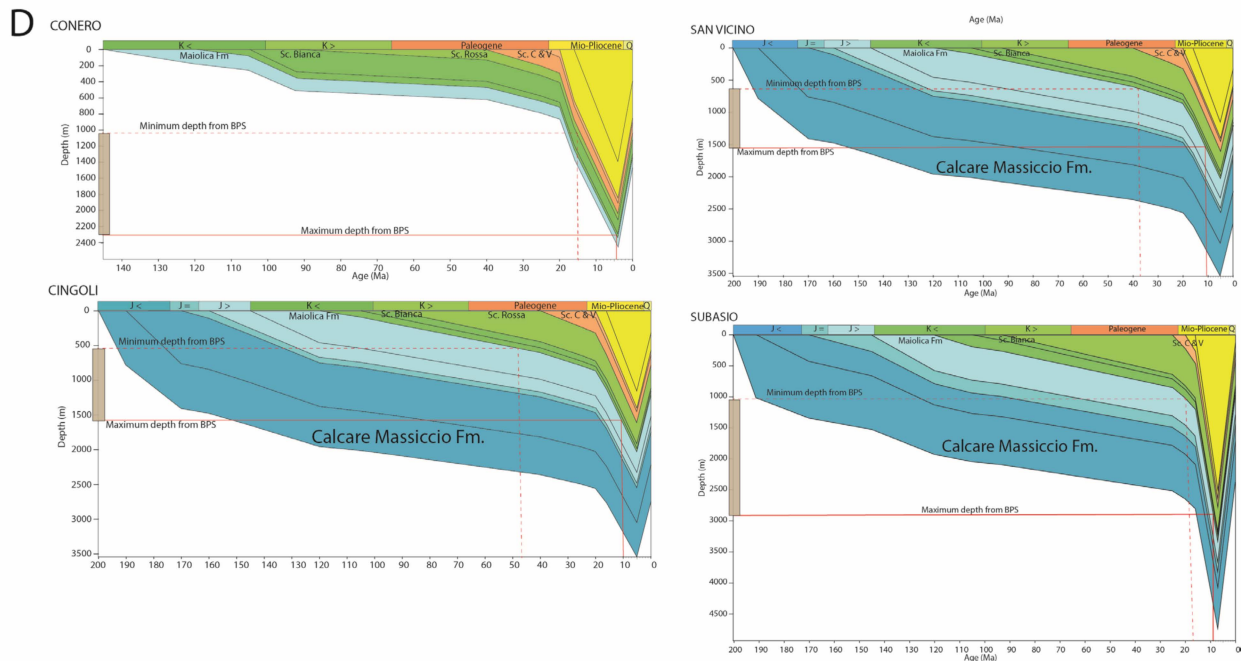 D
CONERO
K <
K >
Paleogene
Mio-Pliocene
Q
Maiolica Fm
Sc. Bianca
Sc. Rossa
Sc. C & V
0
200
400
600
800
1000
1200
1400
1600
1800
2000
2200
2400
Depth (m)
Minimum depth from BPS
Maximum depth from BPS
140 120 100 90 80 70 60 50 40 30 20 10 0
Age (Ma)
Age (Ma)
SAN VICINO
J <
J =
J >
K <
K >
Paleogene
Mio-Pliocene
Q
Maiolica Fm
Sc. Bianca
Sc. C & V
0
500
1000
1500
2000
2500
3000
3500
Depth (m)
Minimum depth from BPS
Maximum depth from BPS
Calcare Massiccio Fm.
200 190 180 170 160 150 140 130 120 110 100 90 80 70 60 50 40 30 20 10 0
Age (Ma)
CINGOLI
J <
J =
J >
K <
K >
Paleogene
Mio-Pliocene
Q
Maiolica Fm
Sc. Bianca
Sc. Rossa
Sc. C & V
0
500
1000
1500
2000
2500
3000
3500
Depth (m)
Minimum depth from BPS
Maximum depth from BPS
Calcare Massiccio Fm.
200 190 180 170 160 150 140 130 120 110 100 90 80 70 60 50 40 30 20 10 0
SUBASIO
J <
J =
J >
K <
K >
Paleogene
Mio-Pliocene
Q
Maiolica Fm
Sc. Bianca
Sc. C & V
0
500
1000
1500
2000
2500
3000
3500
4000
4500
Depth (m)
Minimum depth from BPS
Calcare Massiccio Fm.
Maximum depth from BPS
200 190 180 170 160 150 140 130 120 110 100 90 80 70 60 50 40 30 20 10 00
Age (Ma)